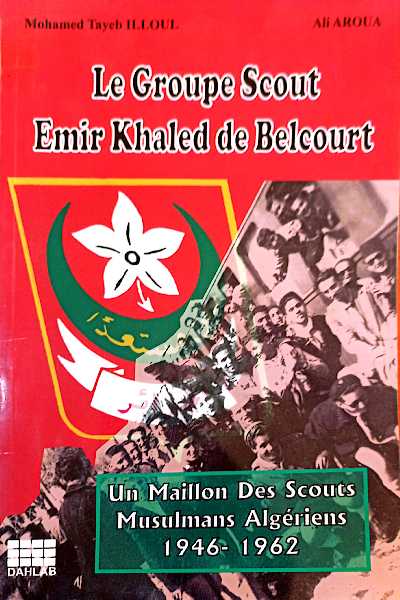 Mohamed Tayeb ILLOUL Ali AROUA
Le Groupe Scout
Emir Khaled de Belcourt
ستعدّا
Un Maillon Des Scouts
Musulmans Algériens
1946- 1962
DAHLAB